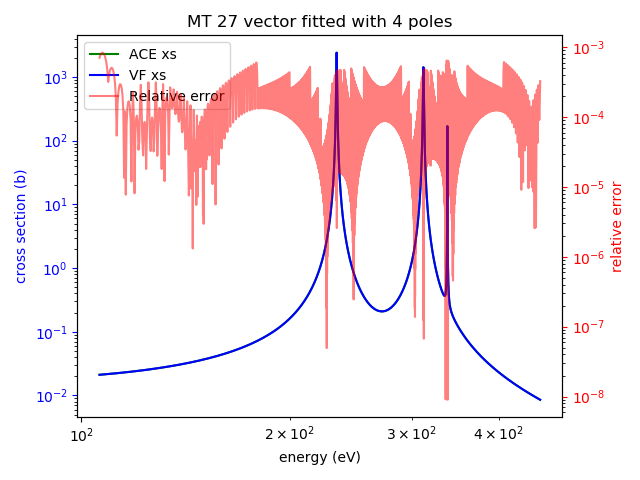 MT 27 vector fitted with 4 poles
ACE xs
VF xs
Relative error
cross section (b)
10³
10²
10¹
10⁰
10⁻¹
10⁻²
10⁻³
10⁻⁴
10⁻⁵
10⁻⁶
10⁻⁷
10⁻⁸
relative error
10² 2 × 10² 3 × 10² 4 × 10²
energy (eV)